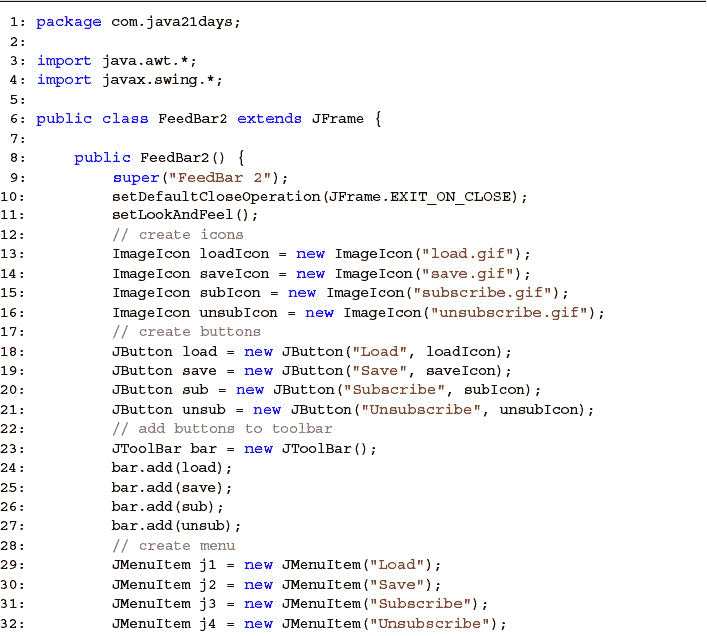 1: package com.java21days;
2:
3: import java.awt.*;
4: import javax.swing.*;
5:
6: public class FeedBar2 extends JFrame {
7:
8:     public FeedBar2() {
9:         super("FeedBar 2");
10:         setDefaultCloseOperation(JFrame.EXIT_ON_CLOSE);
11:         setLookAndFeel();
12:         // create icons
13:         ImageIcon loadIcon = new ImageIcon("load.gif");
14:         ImageIcon saveIcon = new ImageIcon("save.gif");
15:         ImageIcon subIcon = new ImageIcon("subscribe.gif");
16:         ImageIcon unsubIcon = new ImageIcon("unsubscribe.gif");
17:         // create buttons
18:         JButton load = new JButton("Load", loadIcon);
19:         JButton save = new JButton("Save", saveIcon);
20:         JButton sub = new JButton("Subscribe", subIcon);
21:         JButton unsub = new JButton("Unsubscribe", unsubIcon);
22:         // add buttons to toolbar
23:         JToolBar bar = new JToolBar();
24:         bar.add(load);
25:         bar.add(save);
26:         bar.add(sub);
27:         bar.add(unsub);
28:         // create menu
29:         JMenuItem j1 = new JMenuItem("Load");
30:         JMenuItem j2 = new JMenuItem("Save");
31:         JMenuItem j3 = new JMenuItem("Subscribe");
32:         JMenuItem j4 = new JMenuItem("Unsubscribe");